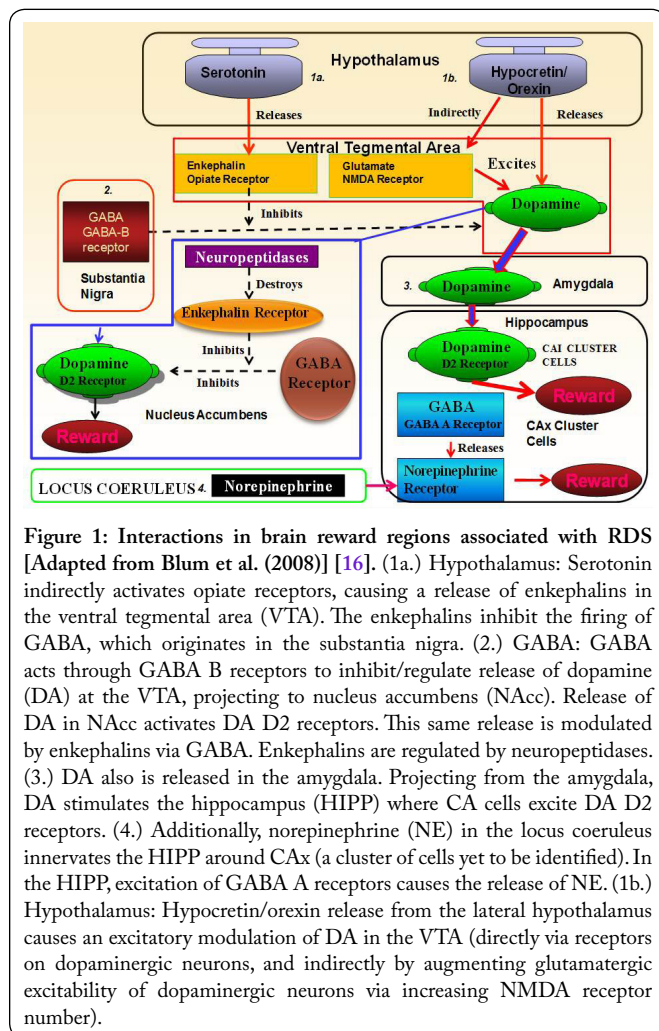 Hypothalamus
Serotonin
1a.
1b.
Hypocretin/
Orexin
Releases
Indirectly
Releases
Ventral Tegmental Area
Enkephalin
Opiate Receptor
Glutamate
NMDA Receptor
Excites
Dopamine
Inhibits
2.
GABA
GABA-B
receptor
Substantia
Nigra
Neuropeptidases
Destroys
Enkephalin Receptor
Inhibits
GABA
Receptor
Inhibits
Dopamine
D2 Receptor
Nucleus Accumbens
Reward
3.
Dopamine
Amygdala
Hippocampus
Dopamine
D2 Receptor
CAI CLUSTER
CELLS
Reward
GABA
GABA A Receptor
CAx Cluster
Cells
Releases
Norepinephrine
Receptor
Reward
LOCUS COERULEUS 4.
Norepinephrine
Figure 1: Interactions in brain reward regions associated with RDS
[Adapted from Blum et al. (2008)] [16]. (1a.) Hypothalamus: Serotonin
indirectly activates opiate receptors, causing a release of enkephalins in
the ventral tegmental area (VTA). The enkephalins inhibit the firing of
GABA, which originates in the substantia nigra. (2.) GABA: GABA
acts through GABA B receptors to inhibit/regulate release of dopamine
(DA) at the VTA, projecting to nucleus accumbens (NAcc). Release of
DA in NAcc activates DA D2 receptors. This same release is modulated
by enkephalins via GABA. Enkephalins are regulated by neuropeptidases.
(3.) DA also is released in the amygdala. Projecting from the amygdala,
DA stimulates the hippocampus (HIPP) where CA cells excite DA D2
receptors. (4.) Additionally, norepinephrine (NE) in the locus coeruleus
innervates the HIPP around CAx (a cluster of cells yet to be identified). In
the HIPP, excitation of GABA A receptors causes the release of NE. (1b.)
Hypothalamus: Hypocretin/orexin release from the lateral hypothalamus
causes an excitatory modulation of DA in the VTA (directly via receptors
on dopaminergic neurons, and indirectly by augmenting glutamatergic
excitability of dopaminergic neurons via increasing NMDA receptor
number).